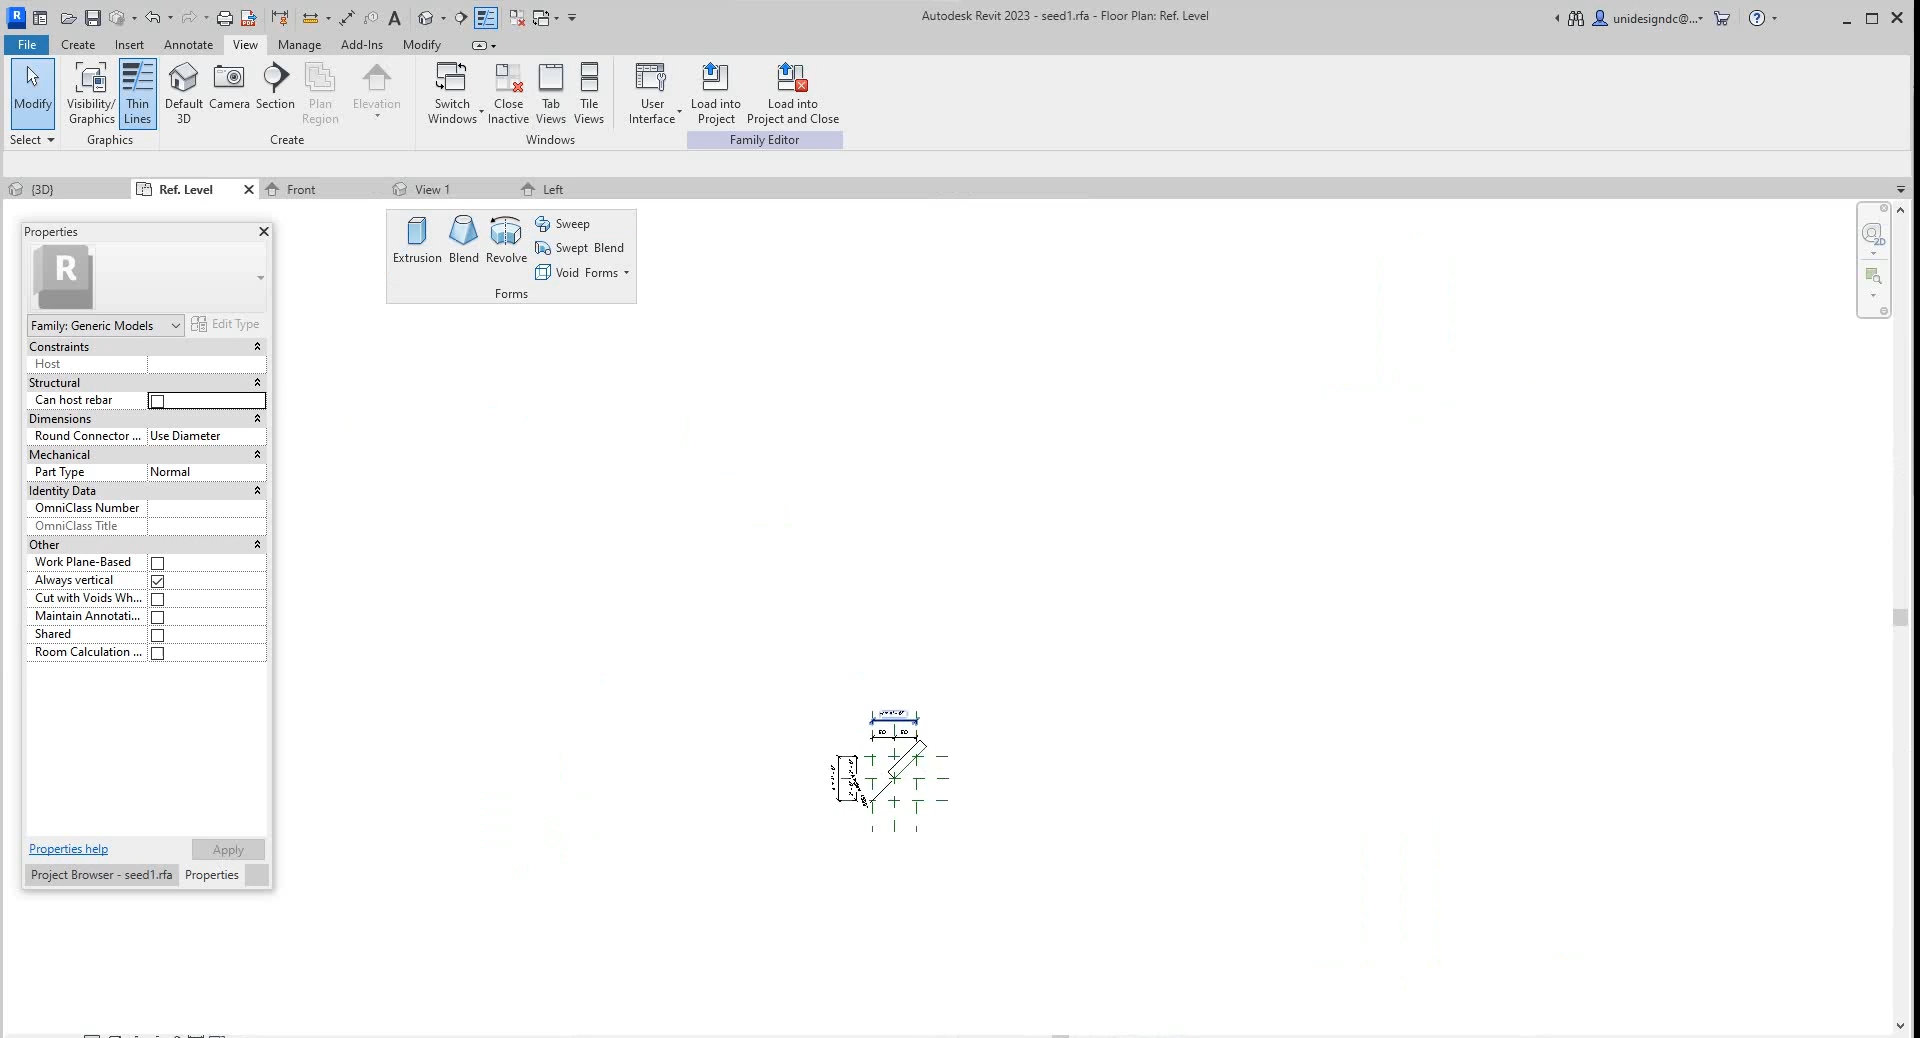 Autodesk Revit 2023 - seed1.rfa - Floor Plan: Ref. Level
unidesigndc@...
File Create Insert Annotate View Manage Add-Ins Modify
Modify
Visibility/ Graphics
Thin Lines
Default 3D
Camera
Section
Plan Region
Elevation
Switch Windows
Close Inactive
Tab Views
Tile Views
User Interface
Load into Project
Load into Project and Close
Select Graphics Create Windows Family Editor
{3D} Ref. Level Front View 1 Left
Properties
R
Family: Generic Models Edit Type
Constraints
Host
Structural
Can host rebar
Dimensions
Round Connector ... Use Diameter
Mechanical
Part Type Normal
Identity Data
OmniClass Number
OmniClass Title
Other
Work Plane-Based
Always vertical
Cut with Voids Wh...
Maintain Annotati...
Shared
Room Calculation ...
Properties help Apply
Project Browser - seed1.rfa Properties
Extrusion Blend Revolve
Sweep
Swept Blend
Void Forms
Forms
2D